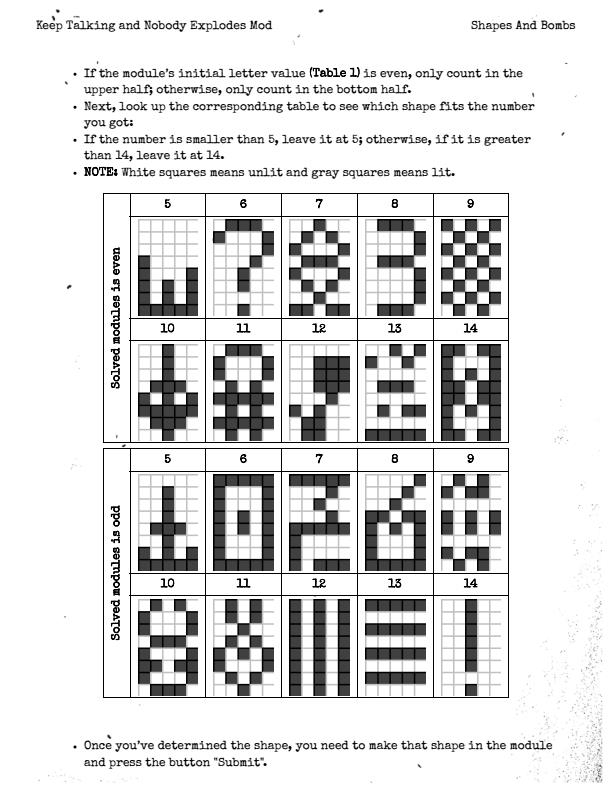 Keep Talking and Nobody Explodes Mod
Shapes And Bombs
• If the module's initial letter value (Table 1) is even, only count in the
upper half; otherwise, only count in the bottom half.
• Next, look up the corresponding table to see which shape fits the number
you got:
• If the number is smaller than 5, leave it at 5; otherwise, if it is greater
than 14, leave it at 14.
• NOTE: White squares means unlit and gray squares means lit.
Solved modules is even
5 6 7 8 9
10 11 12 13 14
Solved modules is odd
5 6 7 8 9
10 11 12 13 14
• Once you've determined the shape, you need to make that shape in the module
and press the button "Submit".